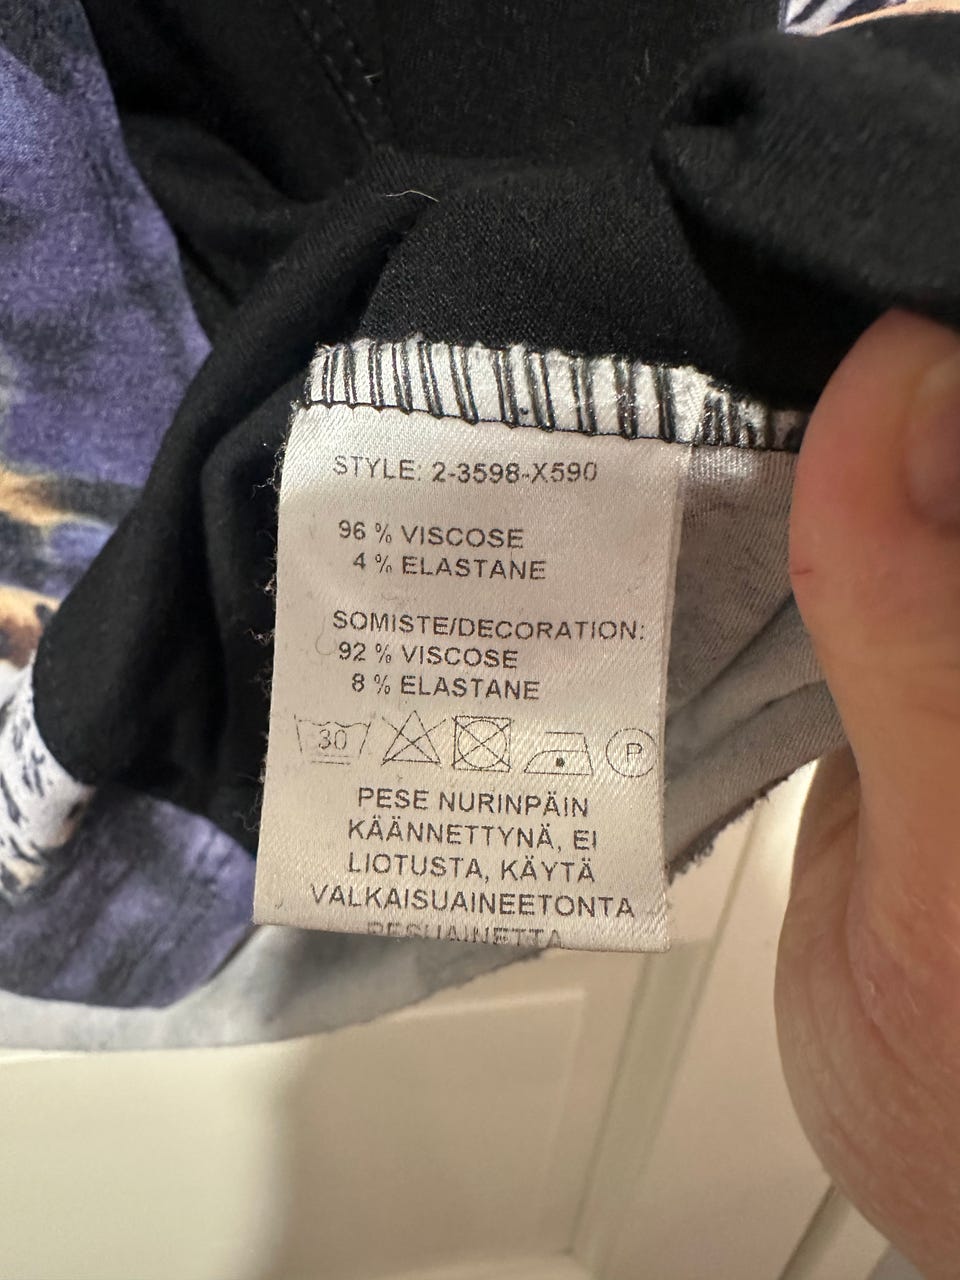 STYLE: 2-3598-X590
96 % VISCOSE
4 % ELASTANE
SOMISTE/DECORATION:
92 % VISCOSE
8 % ELASTANE
30
P
PESE NURINPÄIN
KÄÄNNETTYNÄ, EI
LIOTUSTA, KÄYTÄ
VALKAISUAINEETONTA
PESUAINETTA